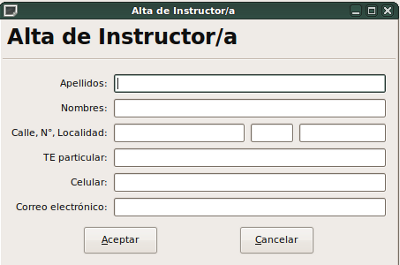 Alta de Instructor/a
Alta de Instructor/a
Apellidos:
Nombres:
Calle, N°, Localidad:
TE particular:
Celular:
Correo electrónico:
Aceptar Cancelar